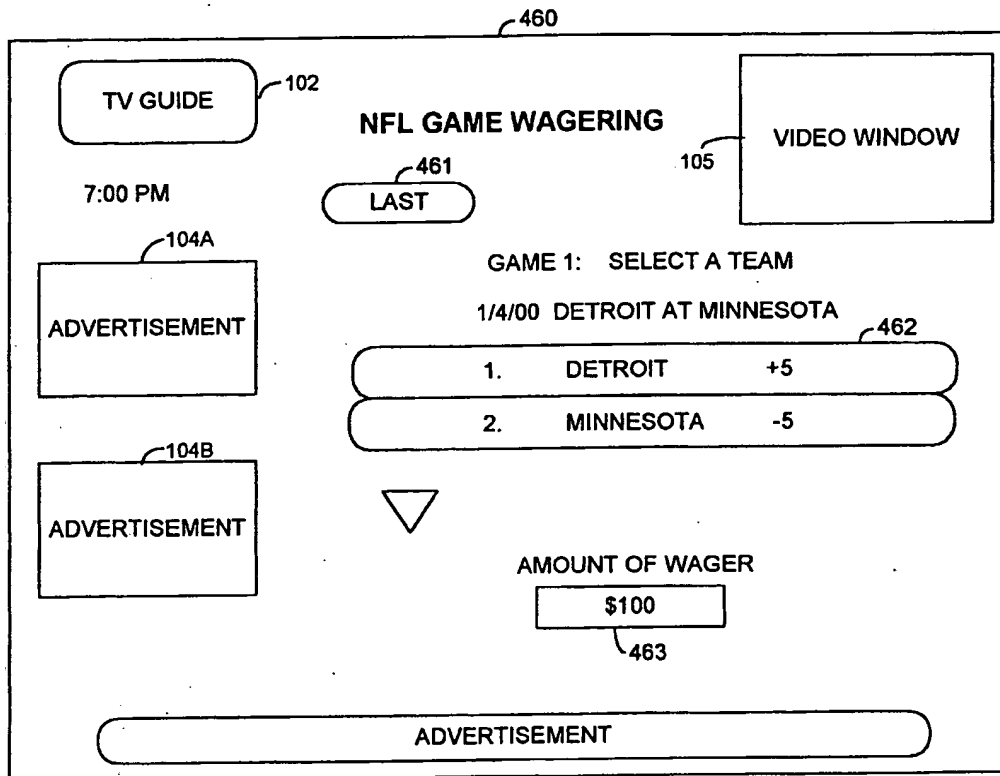 460
TV GUIDE
102
NFL GAME WAGERING
VIDEO WINDOW
105
7:00 PM
461
LAST
104A
ADVERTISEMENT
GAME 1: SELECT A TEAM
1/4/00 DETROIT AT MINNESOTA
462
1. DETROIT +5
2. MINNESOTA -5
104B
ADVERTISEMENT
AMOUNT OF WAGER
$100
463
ADVERTISEMENT